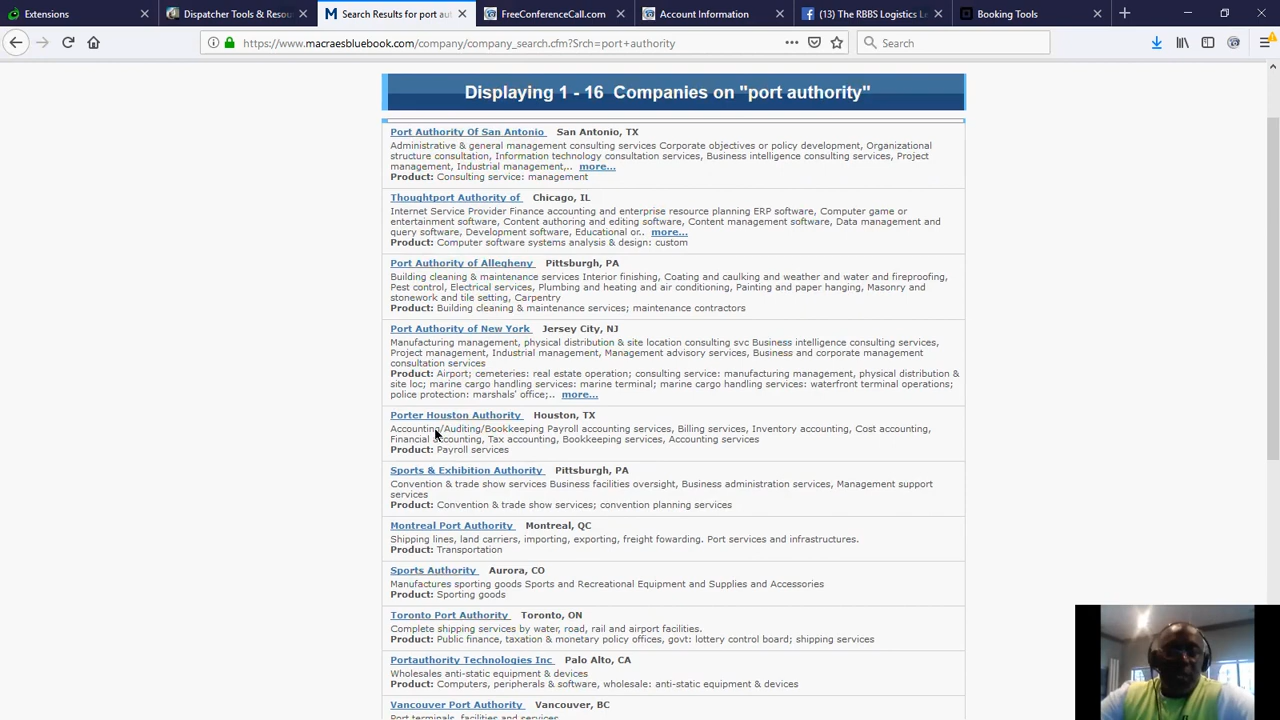 Extensions
Dispatcher Tools & Resou
Search Results for port au
FreeConferenceCall.com
Account Information
(13) The RBBS Logistics L
Booking Tools
https://www.macraesbluebook.com/company/company_search.cfm?Srch=port+authority
Search
Displaying 1 - 16 Companies on "port authority"
Port Authority Of San Antonio San Antonio, TX
Administrative & general management consulting services Corporate objectives or policy development, Organizational
structure consultation, Information technology consultation services, Business intelligence consulting services, Project
management, Industrial management,.. more...
Product: Consulting service: management
Thoughtport Authority of Chicago, IL
Internet Service Provider Finance accounting and enterprise resource planning ERP software, Computer game or
entertainment software, Content authoring and editing software, Content management software, Data management and
query software, Development software, Educational or.. more...
Product: Computer software systems analysis & design: custom
Port Authority of Allegheny Pittsburgh, PA
Building cleaning & maintenance services Interior finishing, Coating and caulking and weather and water and fireproofing,
Pest control, Electrical services, Plumbing and heating and air conditioning, Painting and paper hanging, Masonry and
stonework and tile setting, Carpentry
Product: Building cleaning & maintenance services; maintenance contractors
Port Authority of New York Jersey City, NJ
Manufacturing management, physical distribution & site location consulting svc Business intelligence consulting services,
Project management, Industrial management, Management advisory services, Business and corporate management
consultation services
Product: Airport; cemeteries: real estate operation; consulting service: manufacturing management, physical distribution &
site loc; marine cargo handling services: marine terminal; marine cargo handling services: waterfront terminal operations;
police protection: marshals' office;.. more...
Porter Houston Authority Houston, TX
Accounting/Auditing/Bookkeeping Payroll accounting services, Billing services, Inventory accounting, Cost accounting,
Financial accounting, Tax accounting, Bookkeeping services, Accounting services
Product: Payroll services
Sports & Exhibition Authority Pittsburgh, PA
Convention & trade show services Business facilities oversight, Business administration services, Management support
services
Product: Convention & trade show services; convention planning services
Montreal Port Authority Montreal, QC
Shipping lines, land carriers, importing, exporting, freight fowarding. Port services and infrastructures.
Product: Transportation
Sports Authority Aurora, CO
Manufactures sporting goods Sports and Recreational Equipment and Supplies and Accessories
Product: Sporting goods
Toronto Port Authority Toronto, ON
Complete shipping services by water, road, rail and airport facilities.
Product: Public finance, taxation & monetary policy offices, govt: lottery control board; shipping services
Portauthority Technologies Inc Palo Alto, CA
Wholesales anti-static equipment & devices
Product: Computers, peripherals & software, wholesale: anti-static equipment & devices
Vancouver Port Authority Vancouver, BC
Port terminals, facilities and services